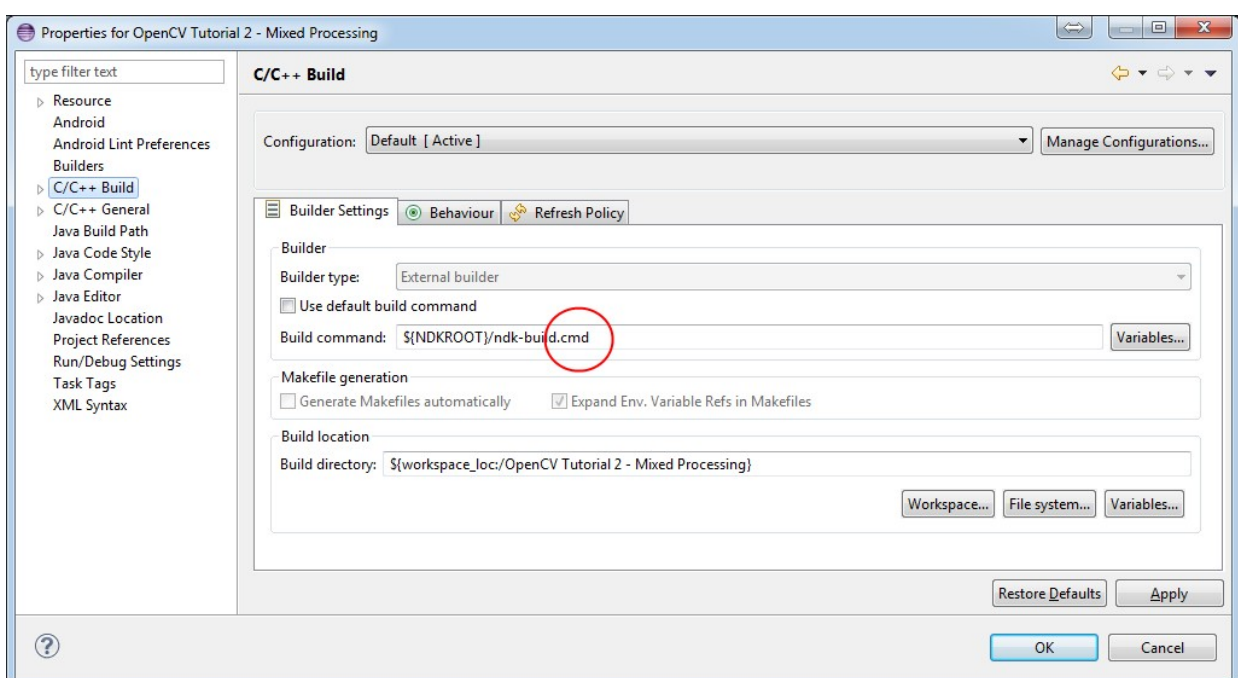 Properties for OpenCV Tutorial 2 - Mixed Processing
type filter text
Resource
Android
Android Lint Preferences
Builders
C/C++ Build
C/C++ General
Java Build Path
Java Code Style
Java Compiler
Java Editor
Javadoc Location
Project References
Run/Debug Settings
Task Tags
XML Syntax
C/C++ Build
Configuration: Default [ Active ] Manage Configurations...
Builder Settings Behaviour Refresh Policy
Builder
Builder type: External builder
Use default build command
Build command: ${NDKROOT}/ndk-build.cmd Variables...
Makefile generation
Generate Makefiles automatically Expand Env. Variable Refs in Makefiles
Build location
Build directory: ${workspace_loc:/OpenCV Tutorial 2 - Mixed Processing}
Workspace... File system... Variables...
Restore Defaults Apply
OK Cancel